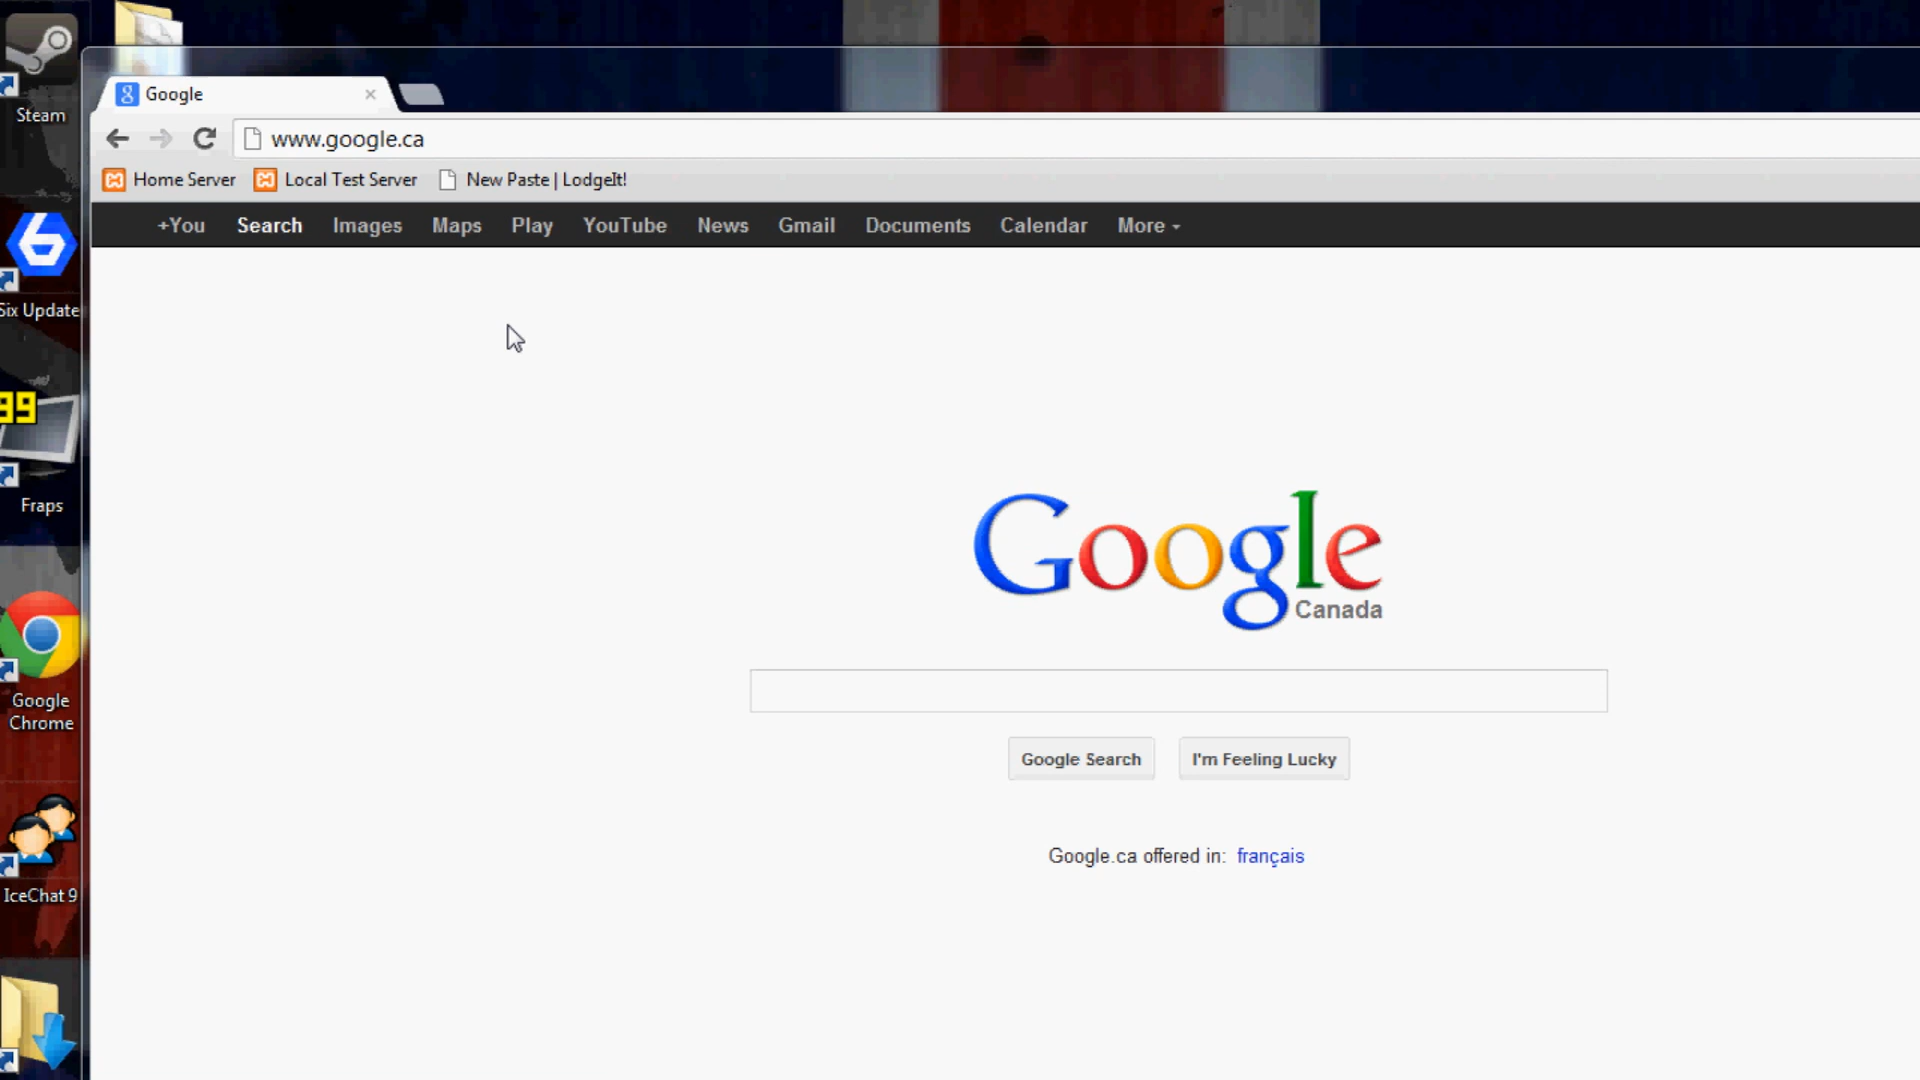 Steam
Six Update
99
Fraps
Google
Chrome
IceChat 9
Google
www.google.ca
Home Server Local Test Server New Paste | LodgeIt!
+You Search Images Maps Play YouTube News Gmail Documents Calendar More
Google
Canada
Google Search I'm Feeling Lucky
Google.ca offered in: français